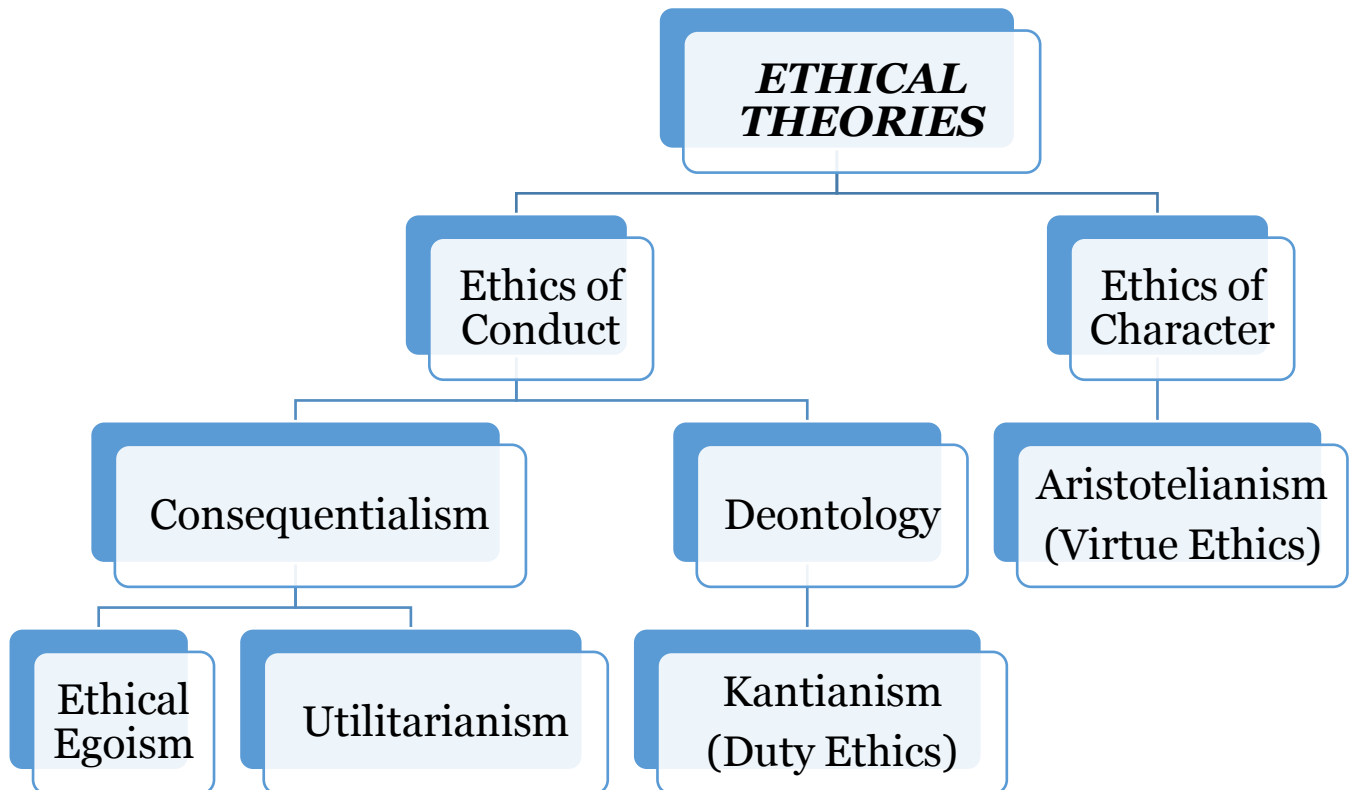 ETHICAL
THEORIES
Ethics of
Conduct
Ethics of
Character
Consequentialism
Deontology
Aristotelianism
(Virtue Ethics)
Ethical
Egoism
Utilitarianism
Kantianism
(Duty Ethics)